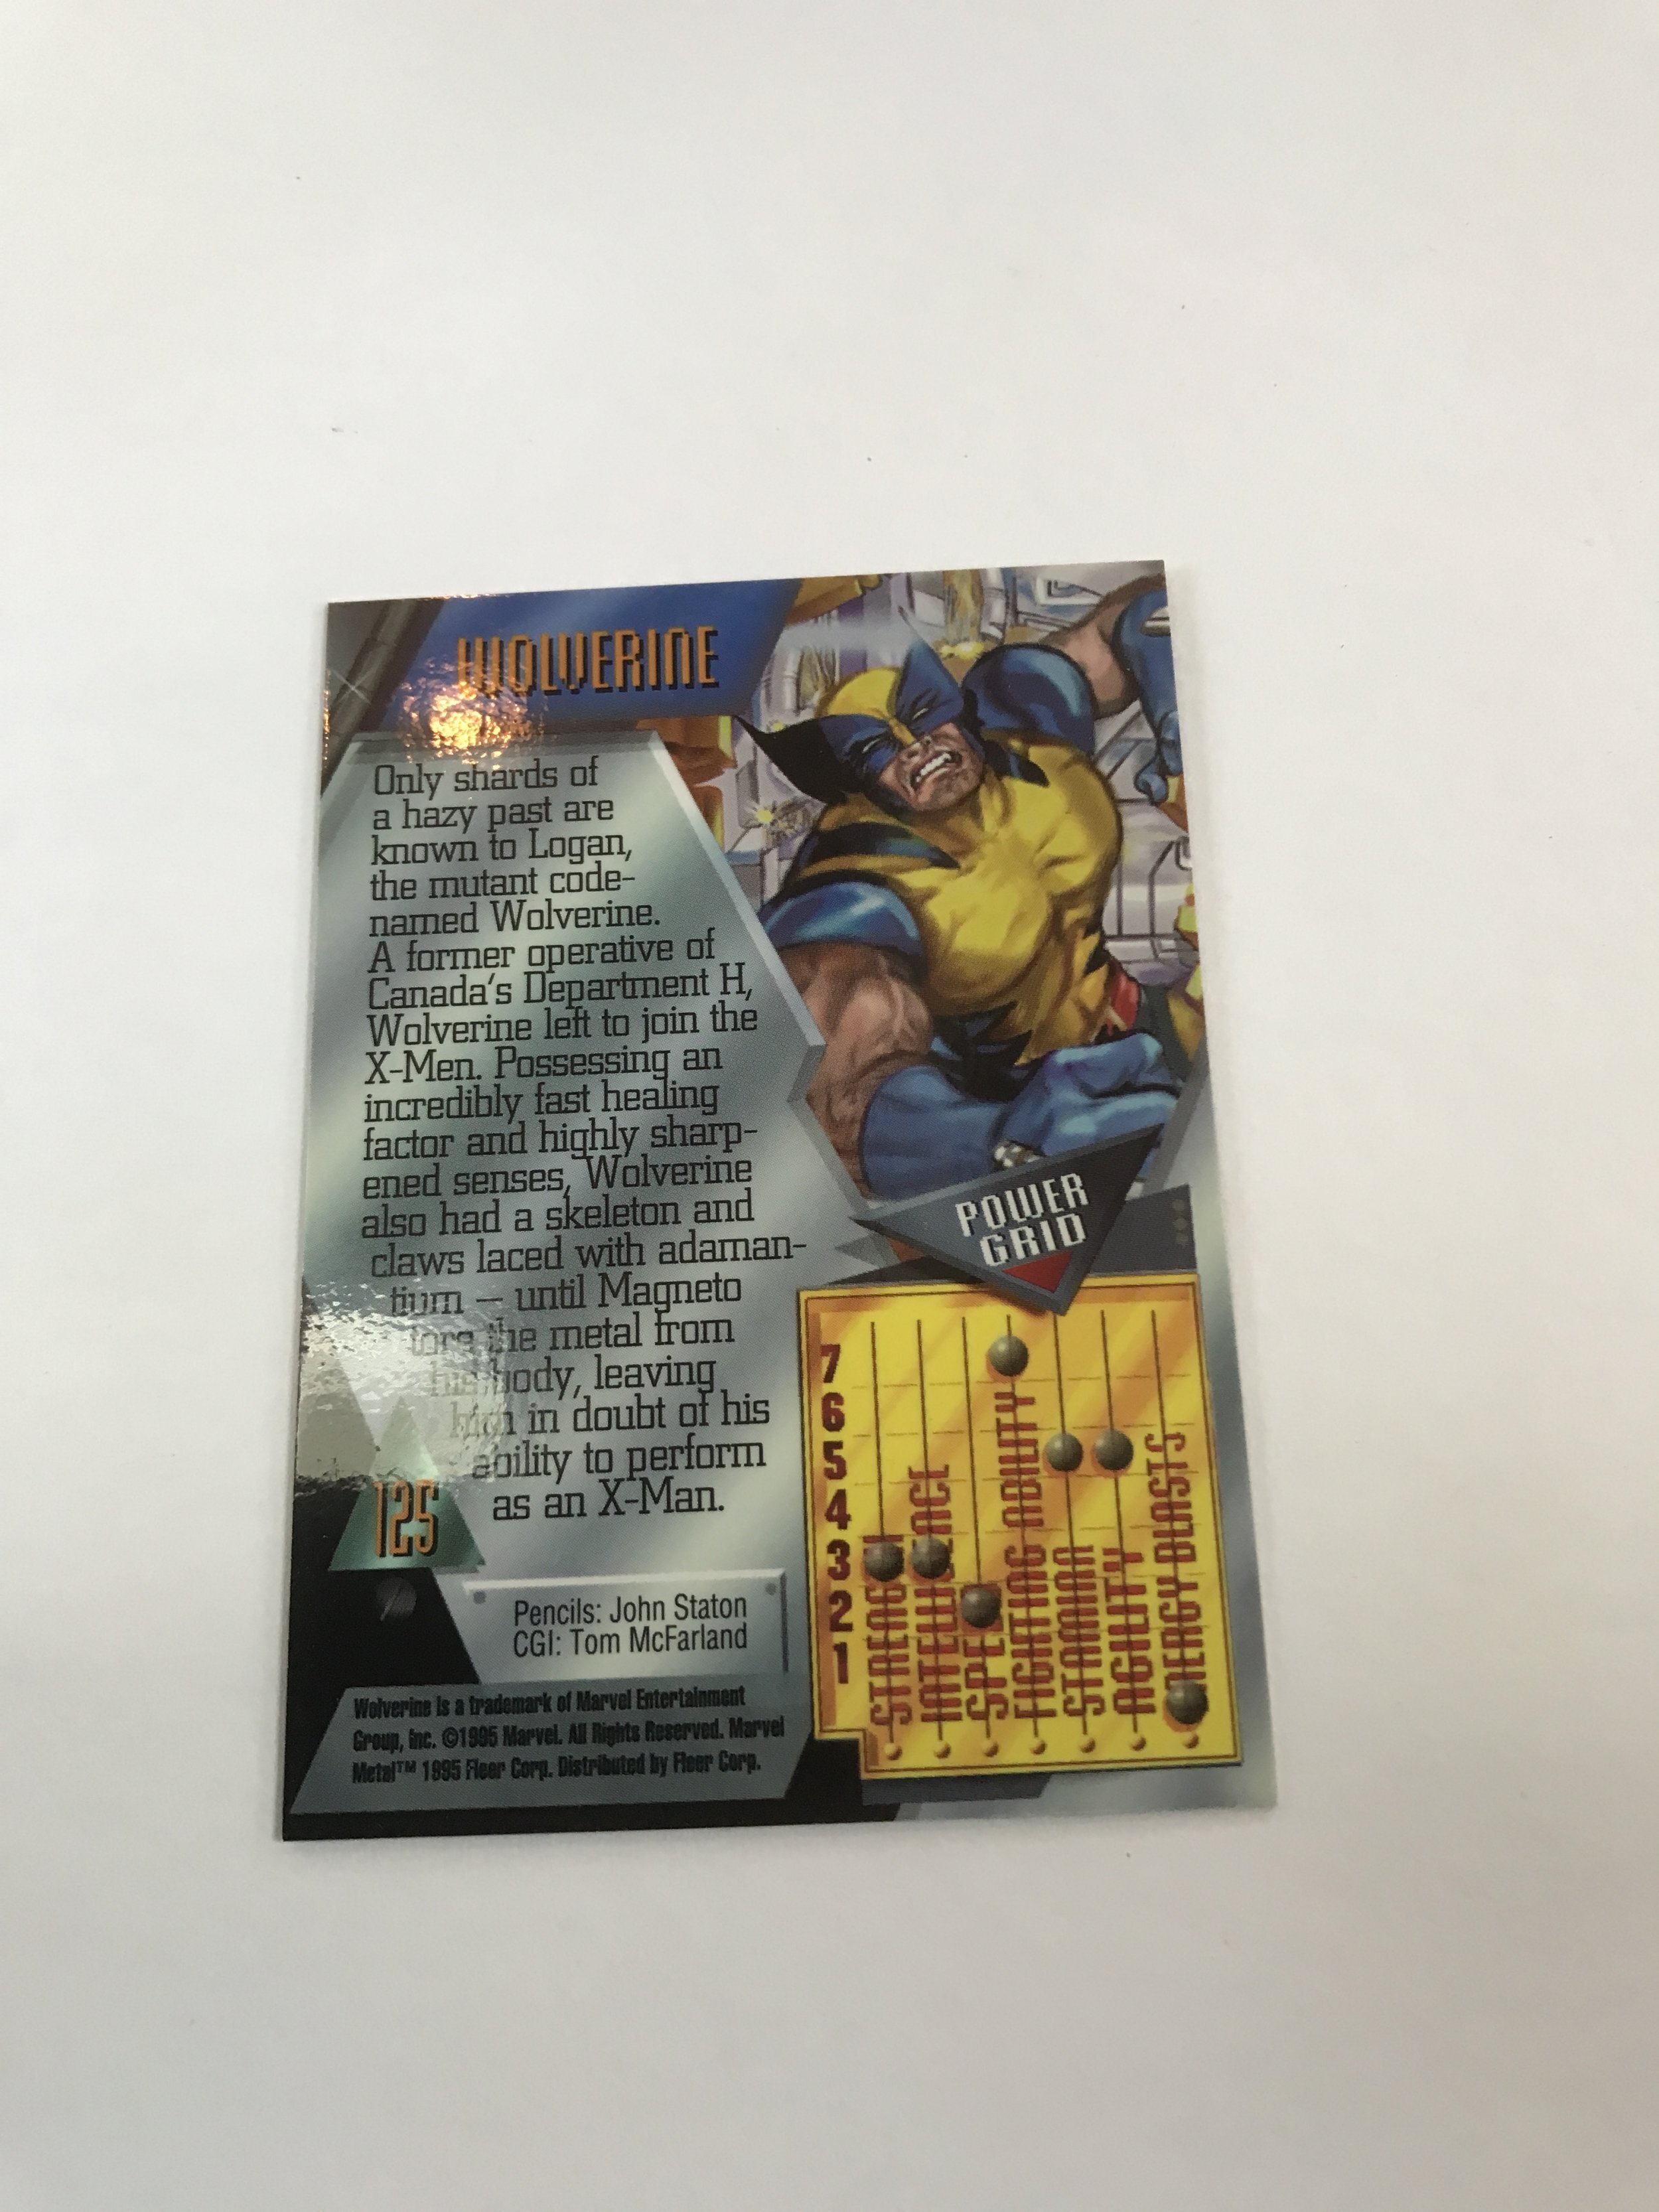 WOLVERINE
Only shards of
a hazy past are
known to Logan,
the mutant code-
named Wolverine.
A former operative of
Canada's Department H,
Wolverine left to join the
X-Men. Possessing an
incredibly fast healing
factor and highly sharp-
ened senses, Wolverine
also had a skeleton and
claws laced with adaman-
tium – until Magneto
tore the metal from
his body, leaving
him in doubt of his
ability to perform
as an X-Man.
125
Pencils: John Staton
CGI: Tom McFarland
Wolverine is a trademark of Marvel Entertainment
Group, Inc. ©1995 Marvel. All Rights Reserved. Marvel
Metal™ 1995 Fleer Corp. Distributed by Fleer Corp.
POWER
GRID
7
6
5
4
3
2
1
STRENGTH
INTELLIGENCE
SPEED
FIGHTING ABILITY
STAMINA
AGILITY
ENERGY BLASTS